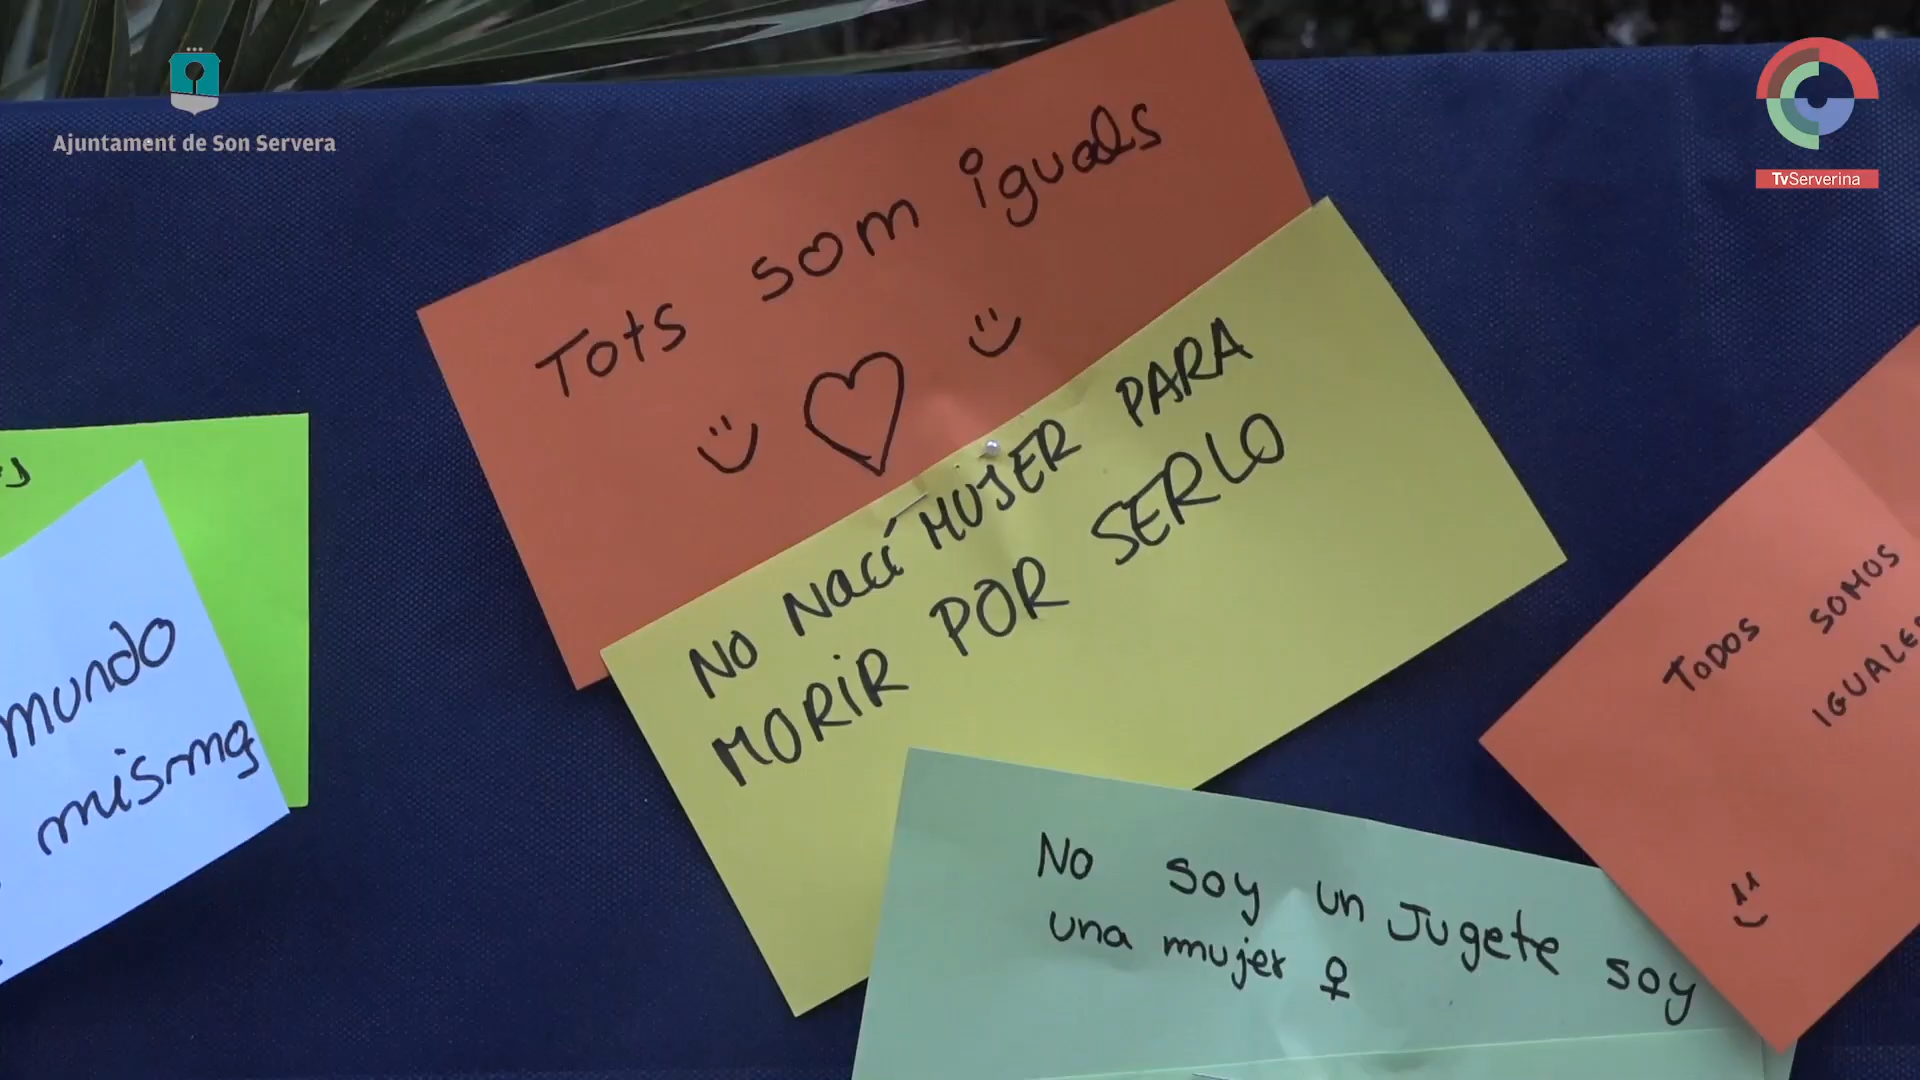 Ajuntament de Son Servera
TvServerina
Tots som iguals
NO NACÍ MUJER PARA
MORIR POR SERLO
mundo
mismo
TODOS SOMOS
IGUALES
No soy un Jugete soy
una mujer ♀